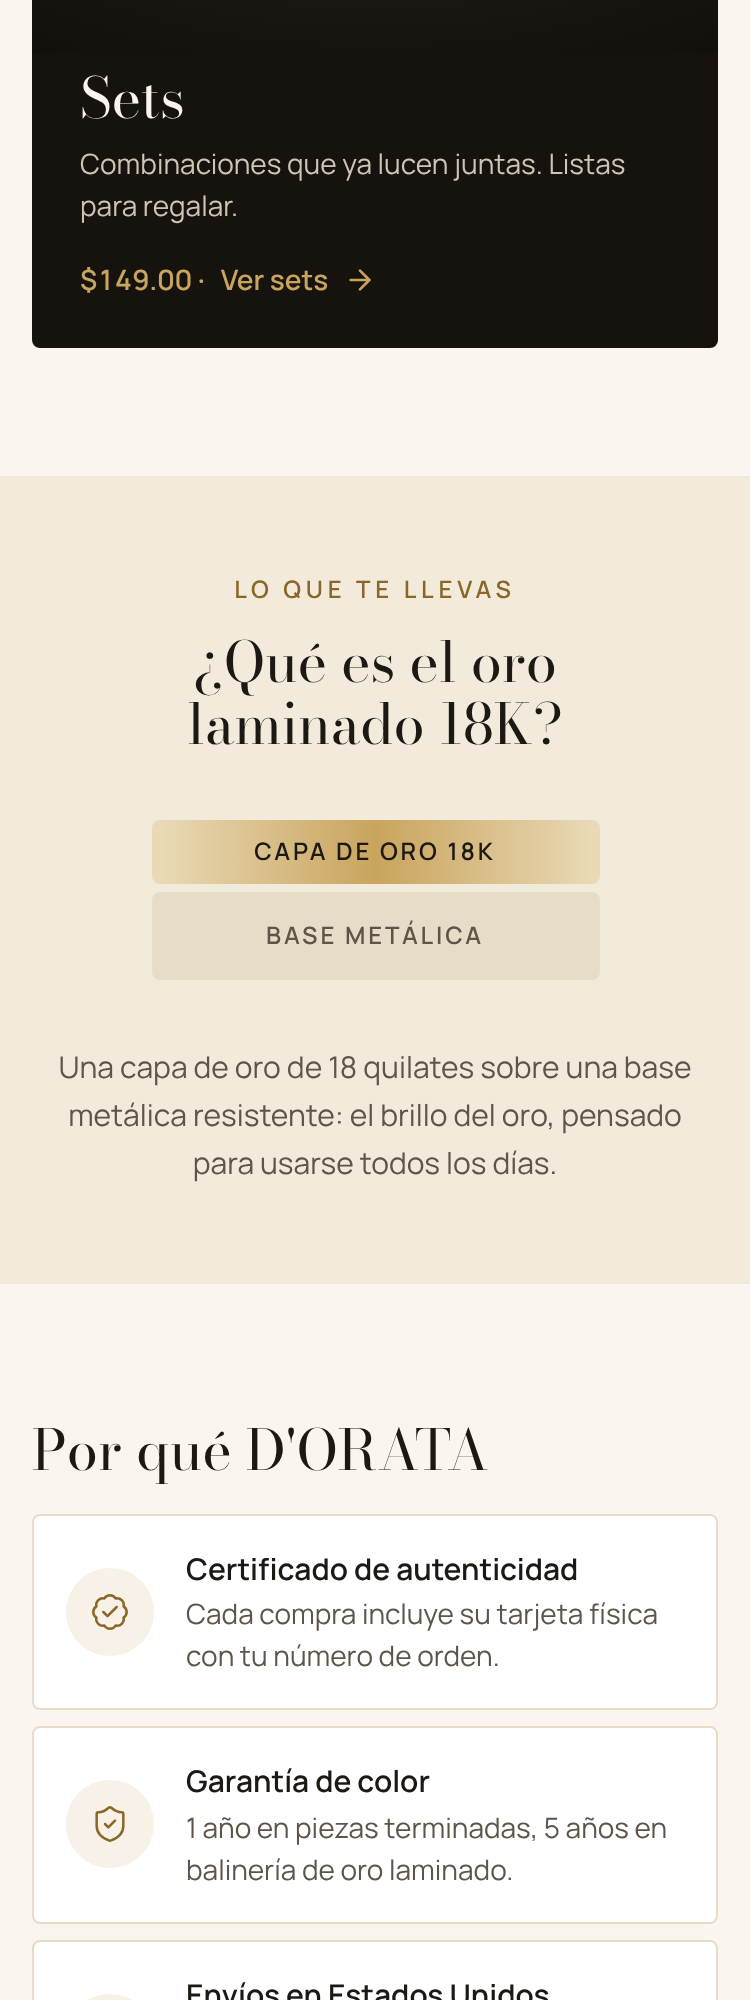 Sets
Combinaciones que ya lucen juntas. Listas
para regalar.
$149.00 · Ver sets →
LO QUE TE LLEVAS
¿Qué es el oro
laminado 18K?
CAPA DE ORO 18K
BASE METÁLICA
Una capa de oro de 18 quilates sobre una base
metálica resistente: el brillo del oro, pensado
para usarse todos los días.
Por qué D'ORATA
Certificado de autenticidad
Cada compra incluye su tarjeta física
con tu número de orden.
Garantía de color
1 año en piezas terminadas, 5 años en
balinería de oro laminado.
Envíos en Estados Unidos